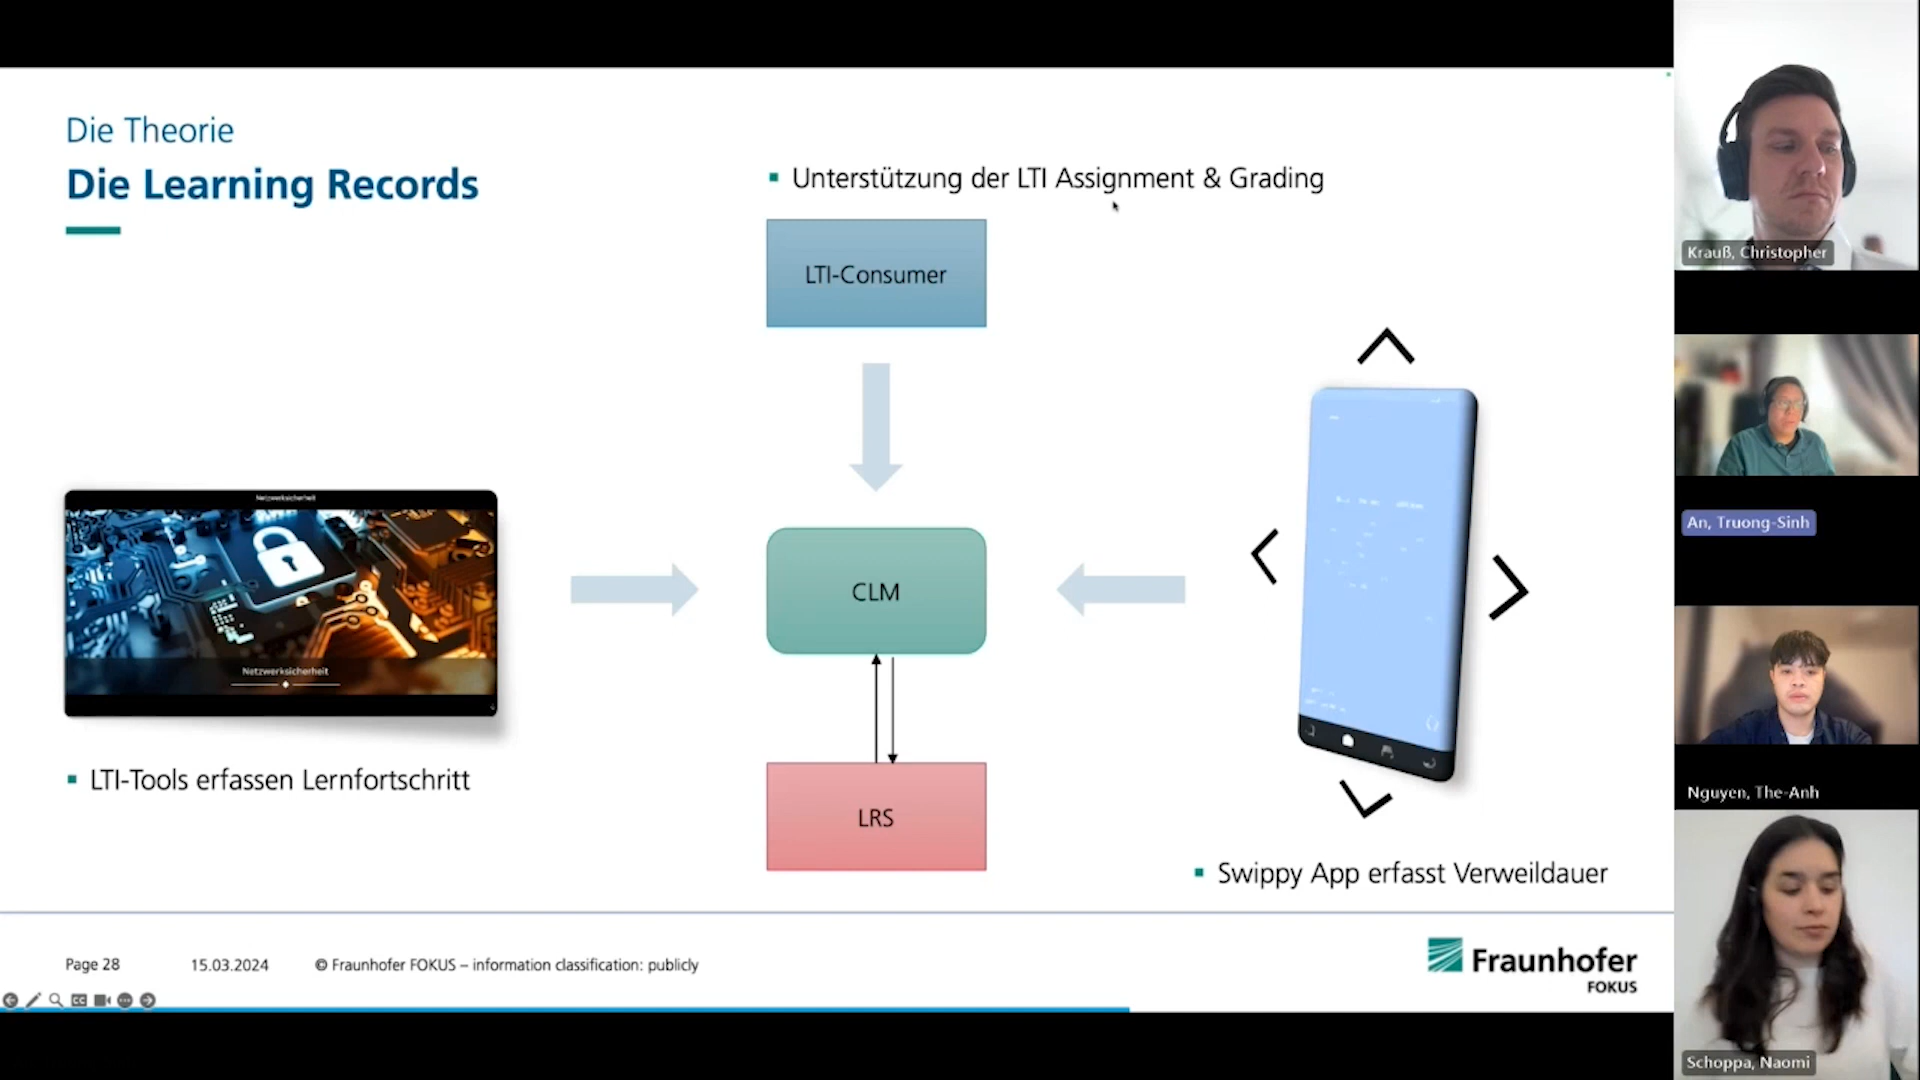 Die Theorie
Die Learning Records
Unterstützung der LTI Assignment & Grading
LTI-Consumer
Netzwerksicherheit
Netzwerksicherheit
CLM
LTI-Tools erfassen Lernfortschritt
LRS
Swippy App erfasst Verweildauer
Page 28
15.03.2024
© Fraunhofer FOKUS – information classification: publicly
Fraunhofer
FOKUS
CC
Krauß, Christopher
An, Truong-Sinh
Nguyen, The-Anh
Schoppa, Naomi